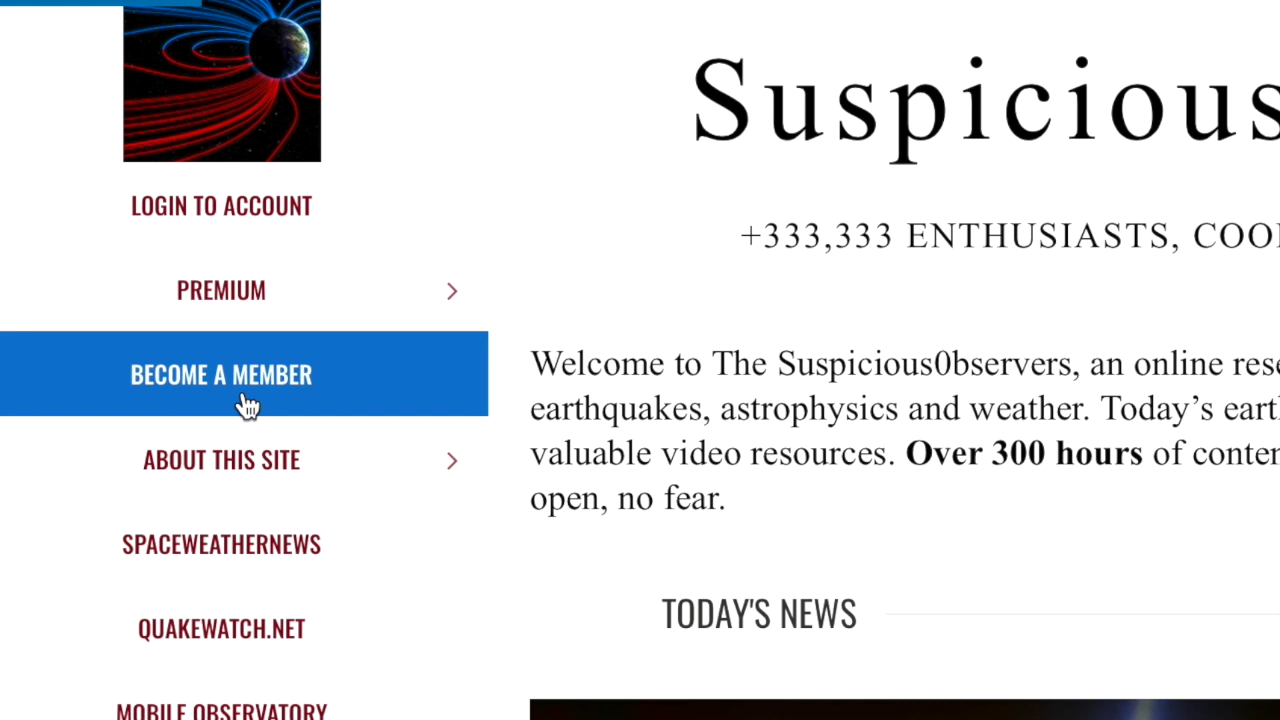 LOGIN TO ACCOUNT
PREMIUM
BECOME A MEMBER
ABOUT THIS SITE
SPACEWEATHERNEWS
QUAKEWATCH.NET
MOBILE OBSERVATORY
Suspicious
+333,333 ENTHUSIASTS,
Welcome to The Suspicious0bservers, an online
earthquakes, astrophysics and weather. Today’s
valuable video resources. Over 300 hours of
open, no fear.
TODAY'S NEWS